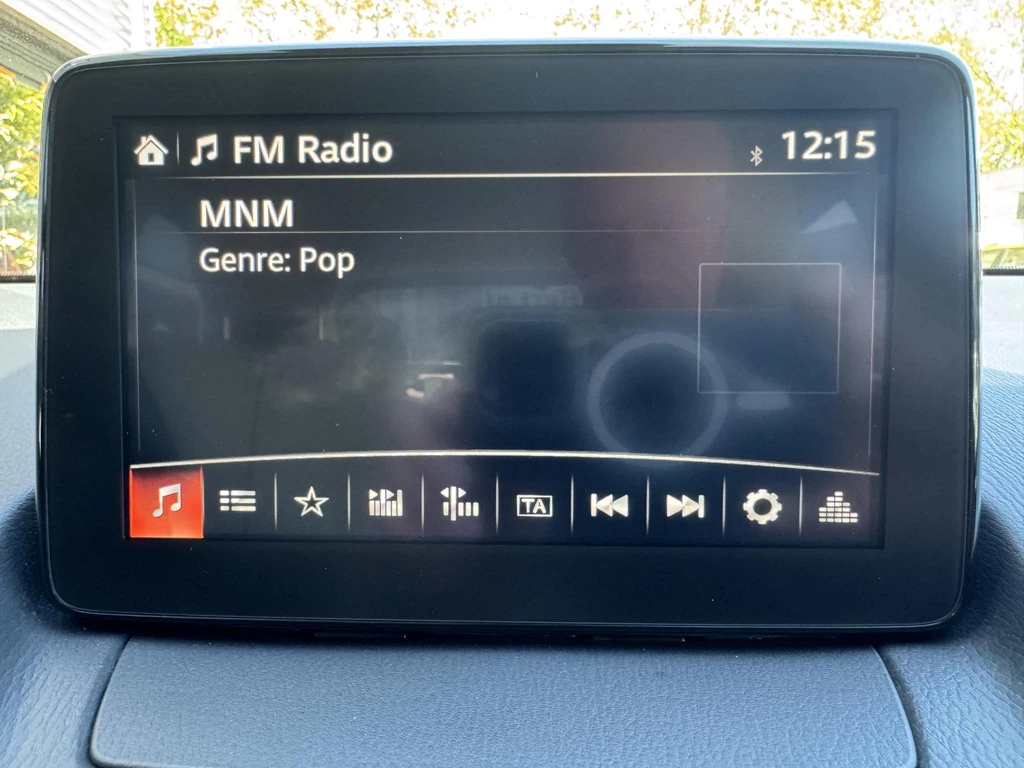 FM Radio 12:15
MNM
Genre: Pop
TA